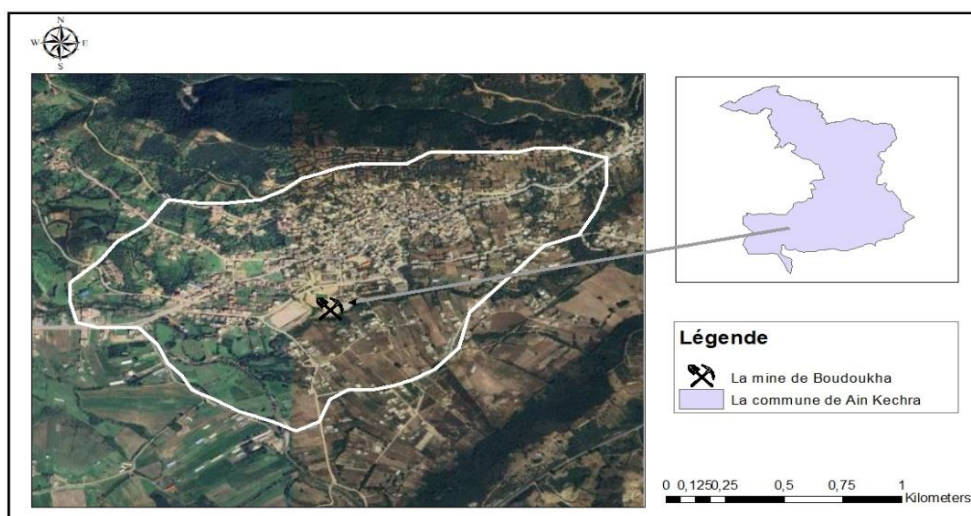 N
W E
S
Légende
La mine de Boudoukha
La commune de Ain Kechra
0 0,1250,25 0,5 0,75 1
Kilometers